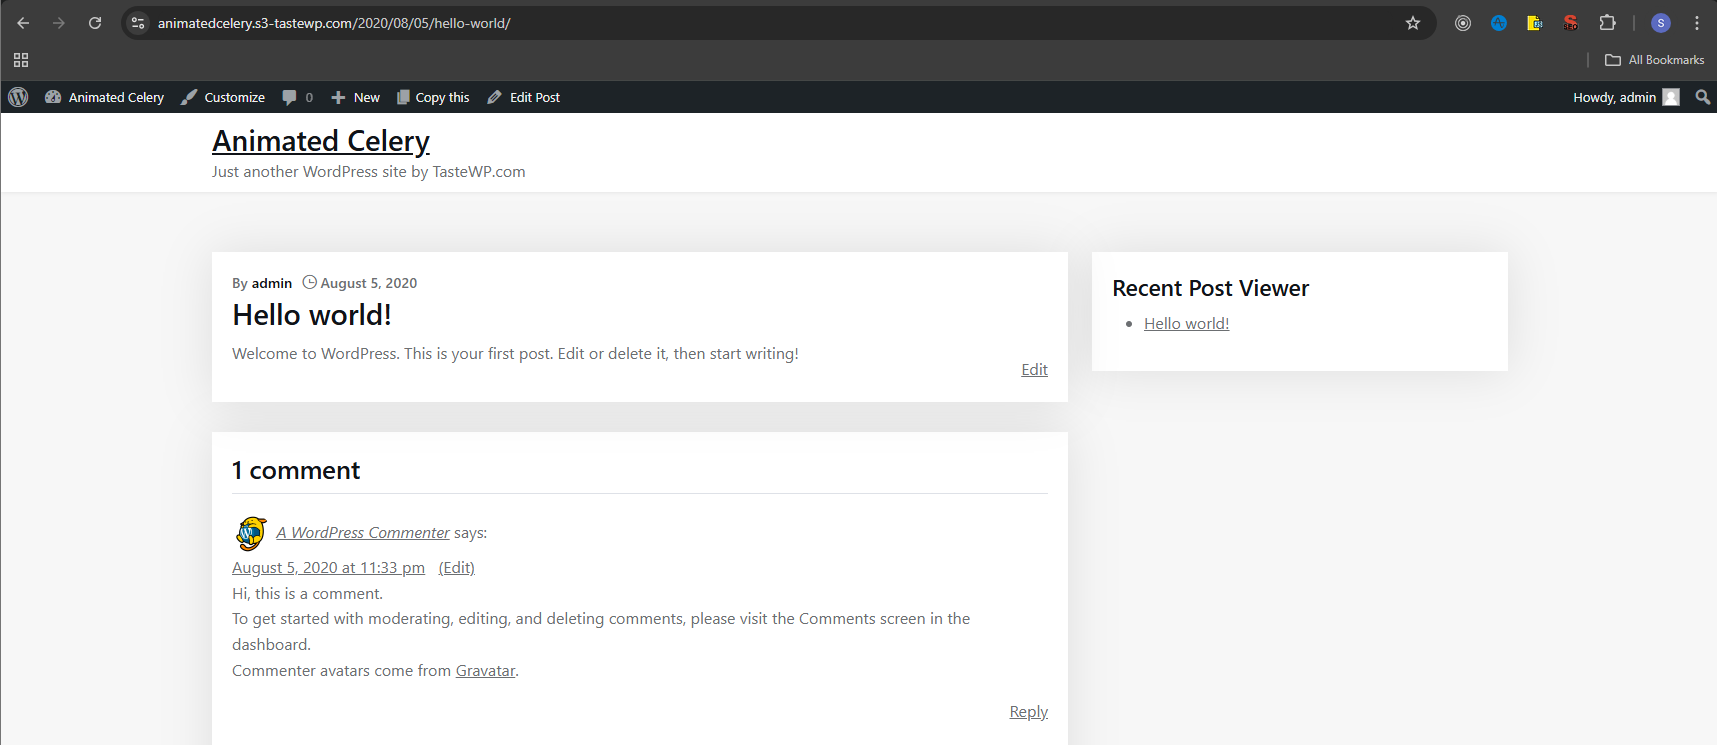 animatedcelery.s3-tastewp.com/2020/08/05/hello-world/
S
All Bookmarks
Animated Celery Customize 0 New Copy this Edit Post Howdy, admin
Animated Celery
Just another WordPress site by TasteWP.com
By admin August 5, 2020
Hello world!
Welcome to WordPress. This is your first post. Edit or delete it, then start writing!
Edit
Recent Post Viewer
Hello world!
1 comment
A WordPress Commenter says:
August 5, 2020 at 11:33 pm (Edit)
Hi, this is a comment.
To get started with moderating, editing, and deleting comments, please visit the Comments screen in the
dashboard.
Commenter avatars come from Gravatar.
Reply